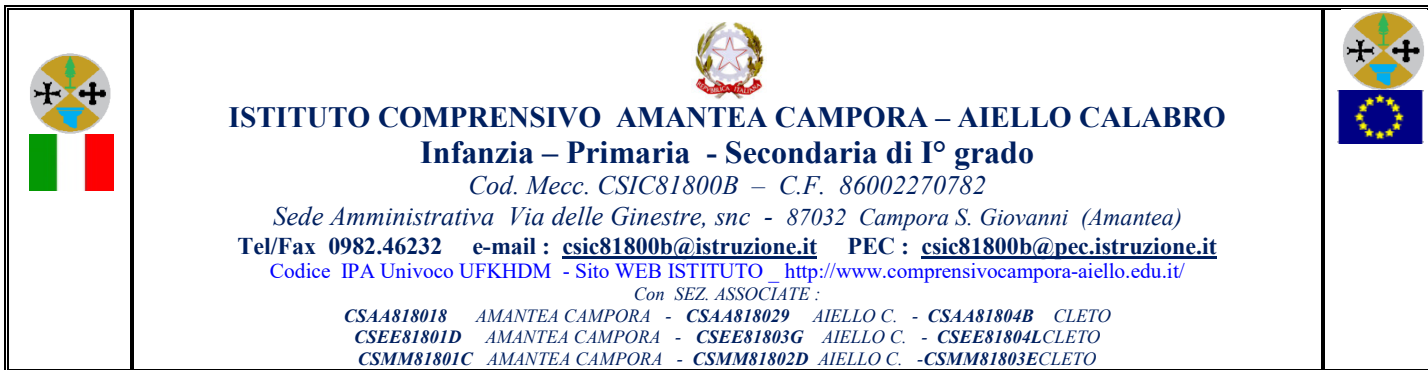 REPVBBLICA ITALIANA
ISTITUTO COMPRENSIVO AMANTEA CAMPORA – AIELLO CALABRO
Infanzia – Primaria - Secondaria di I° grado
Cod. Mecc. CSIC81800B – C.F. 86002270782
Sede Amministrativa Via delle Ginestre, snc - 87032 Campora S. Giovanni (Amantea)
Tel/Fax 0982.46232 e-mail : csic81800b@istruzione.it PEC : csic81800b@pec.istruzione.it
Codice IPA Univoco UFKHDM - Sito WEB ISTITUTO _ http://www.comprensivocampora-aiello.edu.it/
Con SEZ. ASSOCIATE :
CSAA818018 AMANTEA CAMPORA - CSAA818029 AIELLO C. - CSAA81804B CLETO
CSEE81801D AMANTEA CAMPORA - CSEE81803G AIELLO C. - CSEE81804LCLETO
CSMM81801C AMANTEA CAMPORA - CSMM81802D AIELLO C. -CSMM81803ECLETO